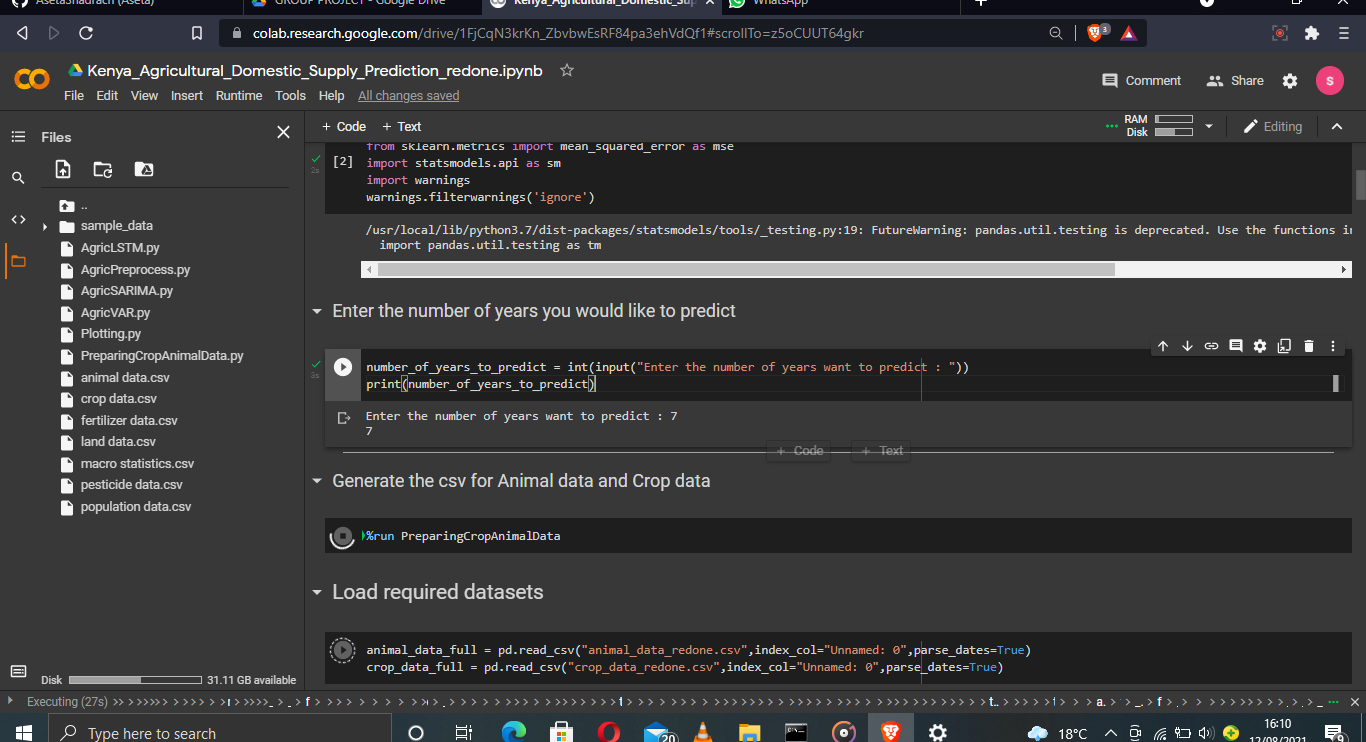 AsetaShadrach (Aseta)
GROUP PROJECT - Google Drive
Kenya_Agricultural_Domestic_Sup
WhatsApp
colab.research.google.com/drive/1FjCqN3krKn_ZbvbwEsRF84pa3ehVdQf1#scrollTo=z5oCUUT64gkr
3
Kenya_Agricultural_Domestic_Supply_Prediction_redone.ipynb
File Edit View Insert Runtime Tools Help All changes saved
Comment
Share
S
Files
+ Code + Text
RAM
Disk
Editing
from sklearn.metrics import mean_squared_error as mse
[2] import statsmodels.api as sm
2s
import warnings
warnings.filterwarnings('ignore')
/usr/local/lib/python3.7/dist-packages/statsmodels/tools/_testing.py:19: FutureWarning: pandas.util.testing is deprecated. Use the functions in
import pandas.util.testing as tm
..
sample_data
AgricLSTM.py
AgricPreprocess.py
AgricSARIMA.py
AgricVAR.py
Plotting.py
PreparingCropAnimalData.py
animal data.csv
crop data.csv
fertilizer data.csv
land data.csv
macro statistics.csv
pesticide data.csv
population data.csv
Enter the number of years you would like to predict
3s
number_of_years_to_predict = int(input("Enter the number of years want to predict : "))
print(number_of_years_to_predict)
Enter the number of years want to predict : 7
7
+ Code + Text
Generate the csv for Animal data and Crop data
%run PreparingCropAnimalData
Load required datasets
animal_data_full = pd.read_csv("animal_data_redone.csv",index_col="Unnamed: 0",parse_dates=True)
crop_data_full = pd.read_csv("crop_data_redone.csv",index_col="Unnamed: 0",parse_dates=True)
Disk
31.11 GB available
Executing (27s)
Type here to search
20
18°C
16:10
12/08/2021
9